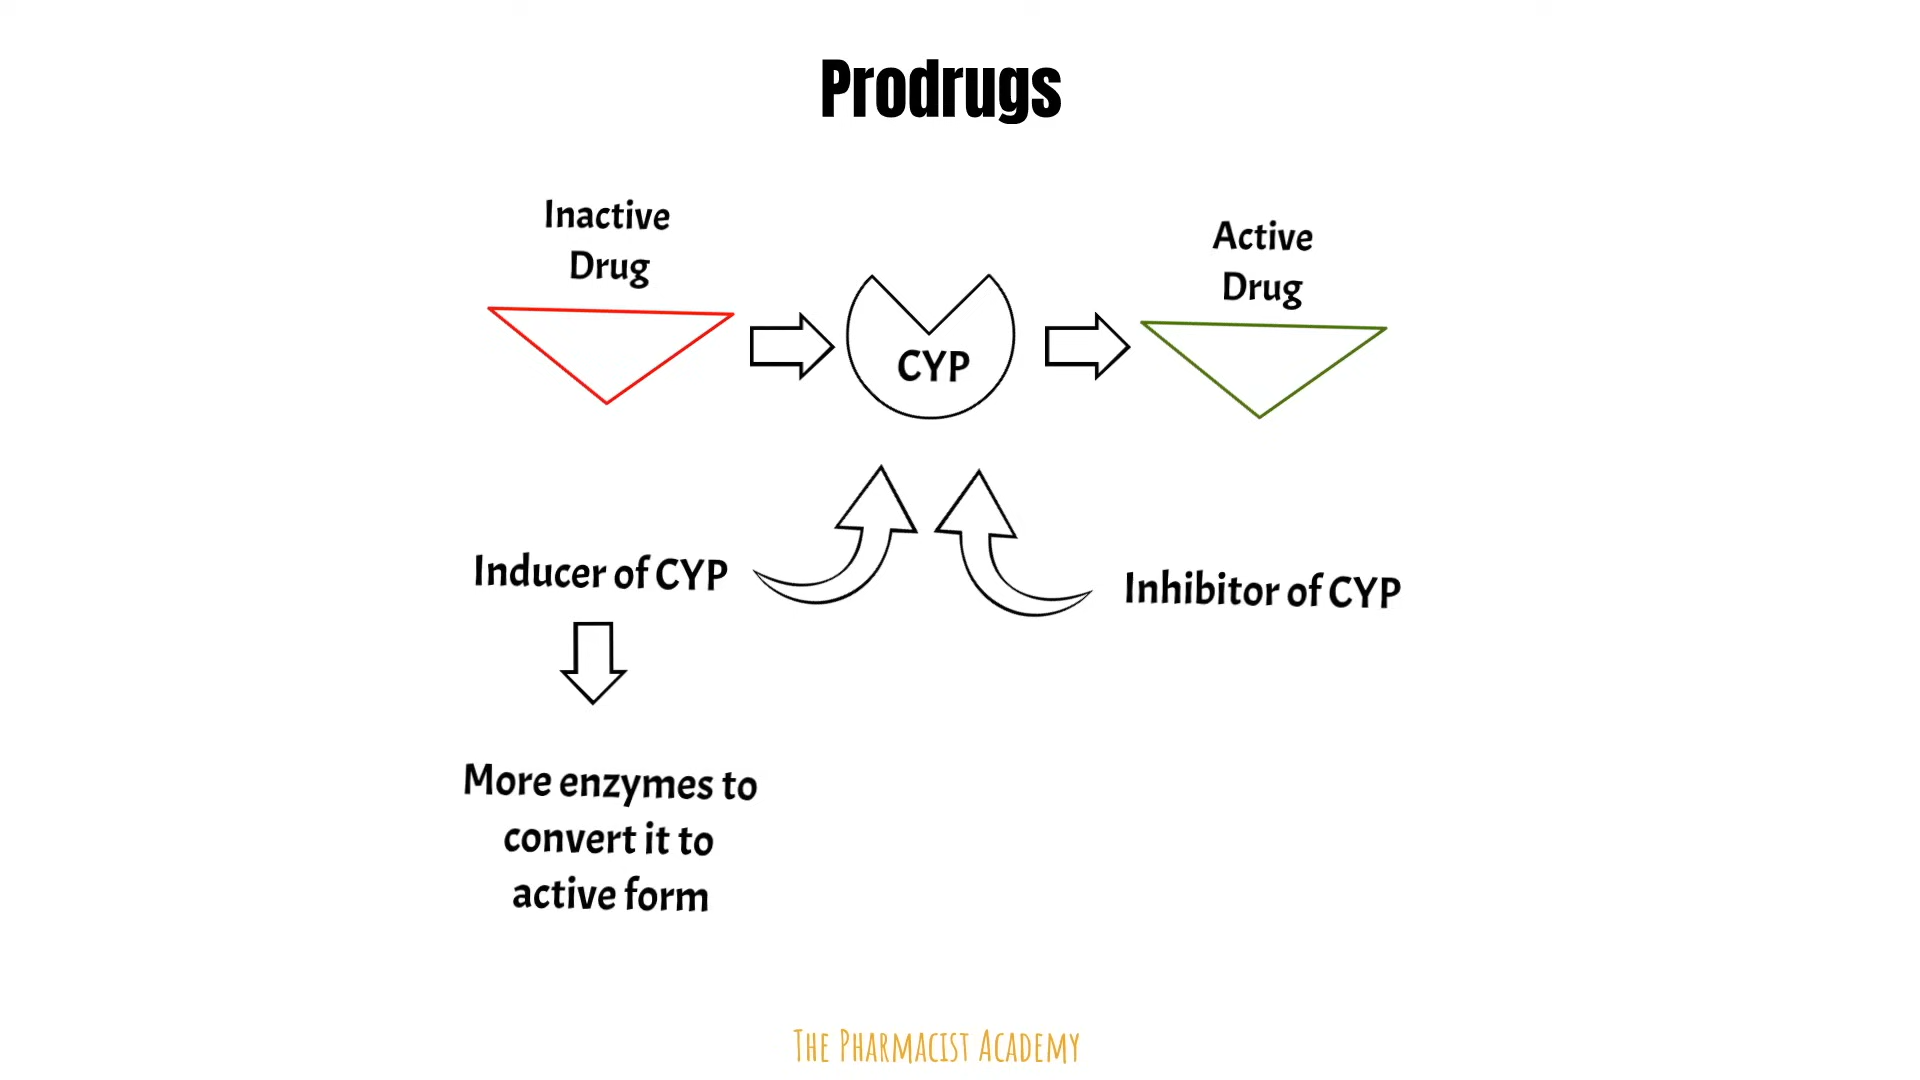 Prodrugs
Inactive
Drug
Active
Drug
CYP
Inducer of CYP
Inhibitor of CYP
More enzymes to
convert it to
active form
The Pharmacist Academy